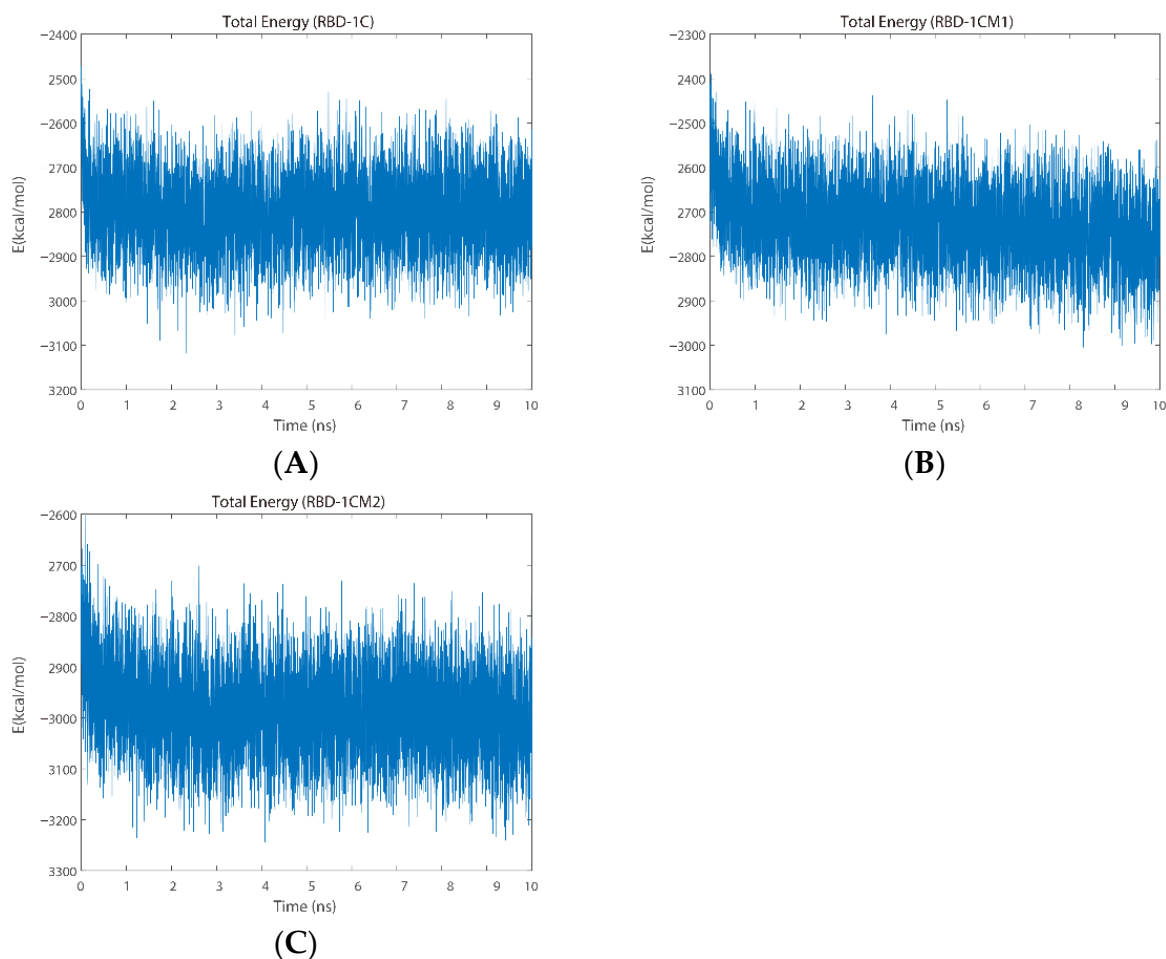 Total Energy (RBD-1C)
−2400
2500
−2600
−2700
−2800
−2900
−3000
−3100
3200
E(kcal/mol)
0 1 2 3 4 5 6 7 8 9 10
Time (ns)
(A)
Total Energy (RBD-1CM1)
−2300
2400
−2500
−2600
−2700
−2800
−2900
−3000
3100
E(kcal/mol)
0 1 2 3 4 5 6 7 8 9 10
Time (ns)
(B)
Total Energy (RBD-1CM2)
−2600
2700
−2800
−2900
−3000
−3100
−3200
3300
E(kcal/mol)
0 1 2 3 4 5 6 7 8 9 10
Time (ns)
(C)